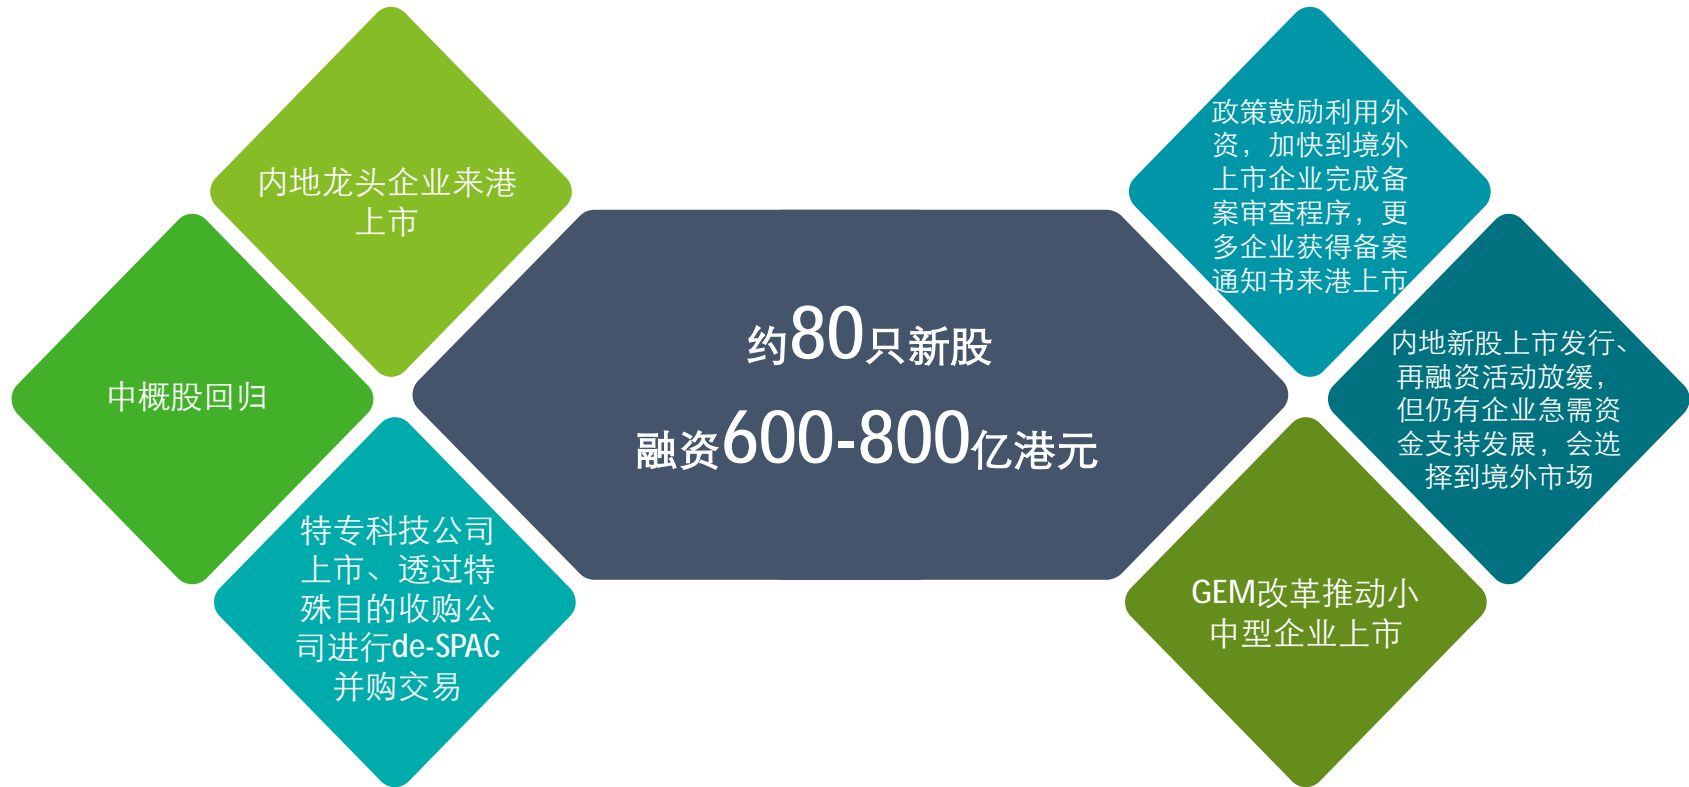 内地龙头企业来港
上市
中概股回归
特专科技公司
上市、透过特
殊目的收购公
司进行de-SPAC
并购交易
约80只新股
融资600-800亿港元
政策鼓励利用外
资，加快到境外
上市企业完成备
案审查程序，更
多企业获得备案
通知书来港上市
内地新股上市发行、
再融资活动放缓，
但仍有企业急需资
金支持发展，会选
择到境外市场
GEM改革推动小
中型企业上市